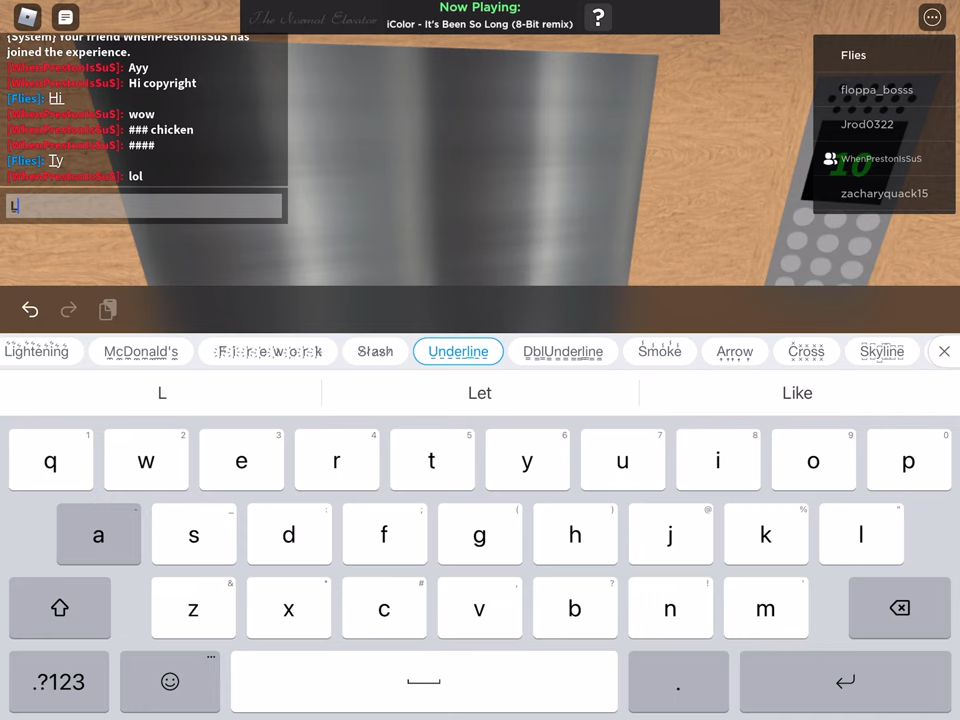 The Normal Elevator
Now Playing:
iColor - It's Been So Long (8-Bit remix)
?
{System} Your friend WhenPrestonIsSuS has
joined the experience.
[WhenPrestonIsSuS]: Ayy
[WhenPrestonIsSuS]: Hi copyright
[Flies]: Hi
[WhenPrestonIsSuS]: wow
[WhenPrestonIsSuS]: ### chicken
[WhenPrestonIsSuS]: ####
[Flies]: Ty
[WhenPrestonIsSuS]: lol
L
Flies
floppa_bosss
Jrod0322
WhenPrestonIsSuS
zacharyquack15
10
Lightening McDonald's Firework Slash Underline DblUnderline Smoke Arrow Cross Skyline
L Let Like
1 2 3 4 5 6 7 8 9 0
q w e r t y u i o p
- _ : ; ( ) @ % "
a s d f g h j k l
& * # , ? ! '
z x c v b n m
.?123 .